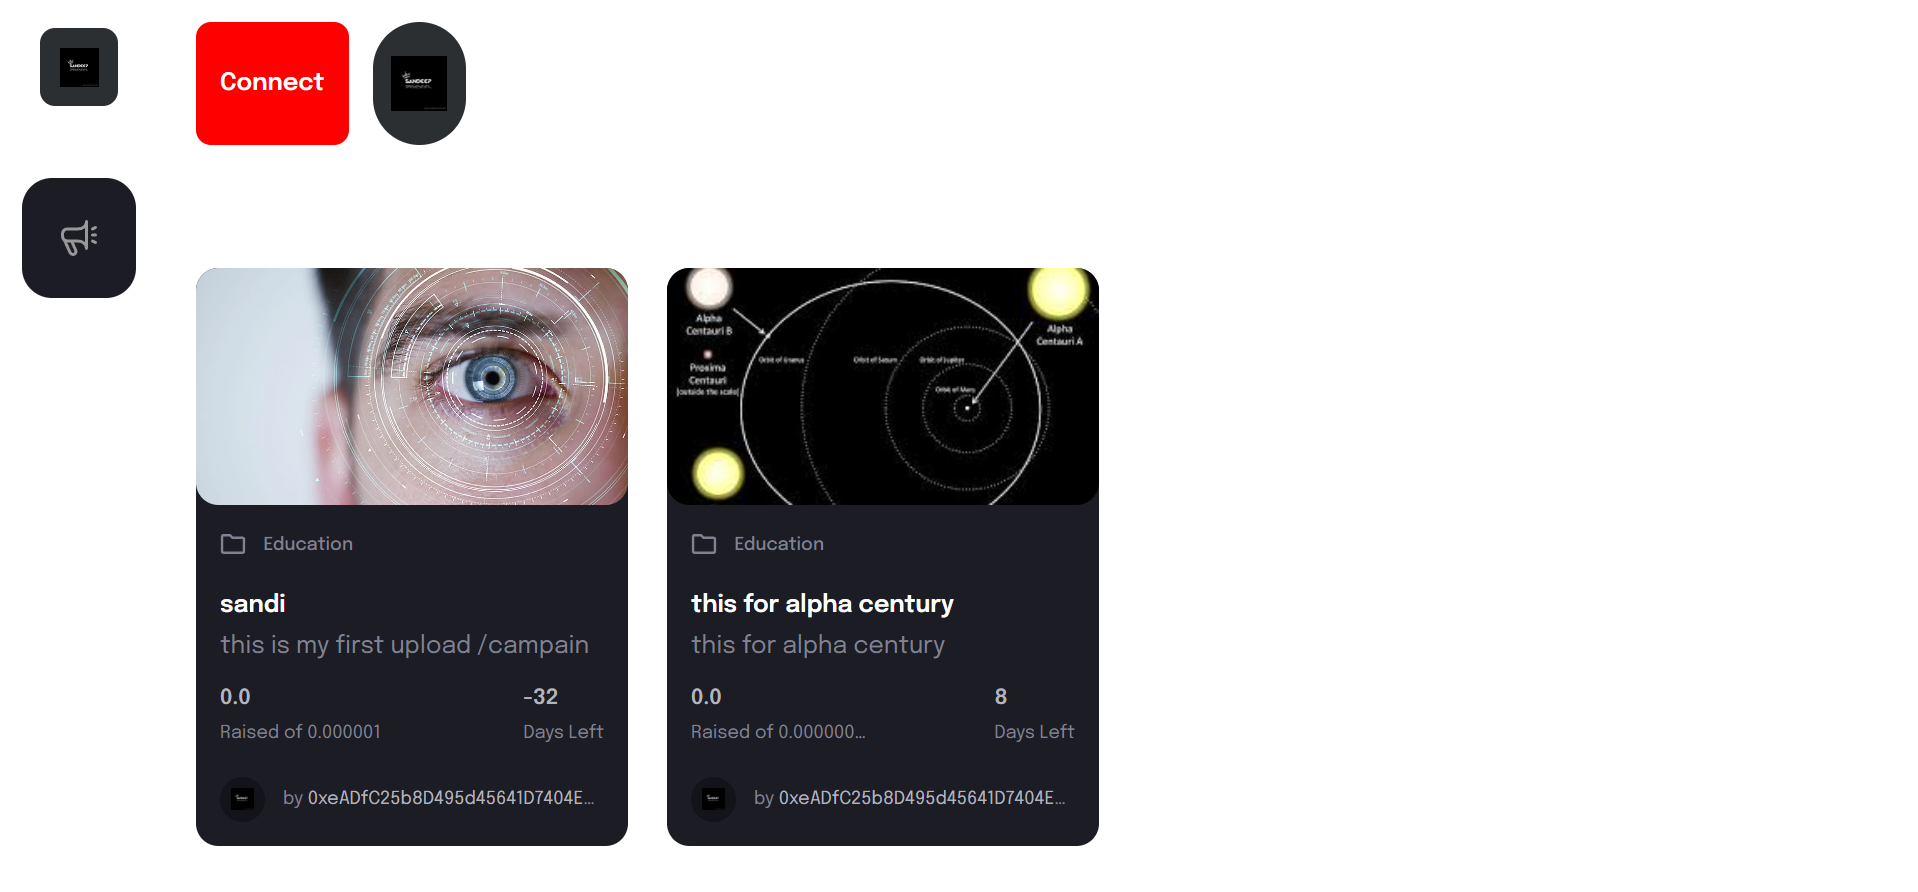 SANDEEP
Connect
SANDEEP
Alpha
Centauri B
Alpha
Centauri A
Orbit of Uranus
Orbit of Saturn
Orbit of Jupiter
Proxima
Centauri
(outside the scale)
Orbit of Mars
Education
Education
sandi
this for alpha century
this is my first upload /campain
this for alpha century
0.0
-32
0.0
8
Raised of 0.000001
Days Left
Raised of 0.000000...
Days Left
by 0xeADfC25b8D495d45641D7404E...
by 0xeADfC25b8D495d45641D7404E...